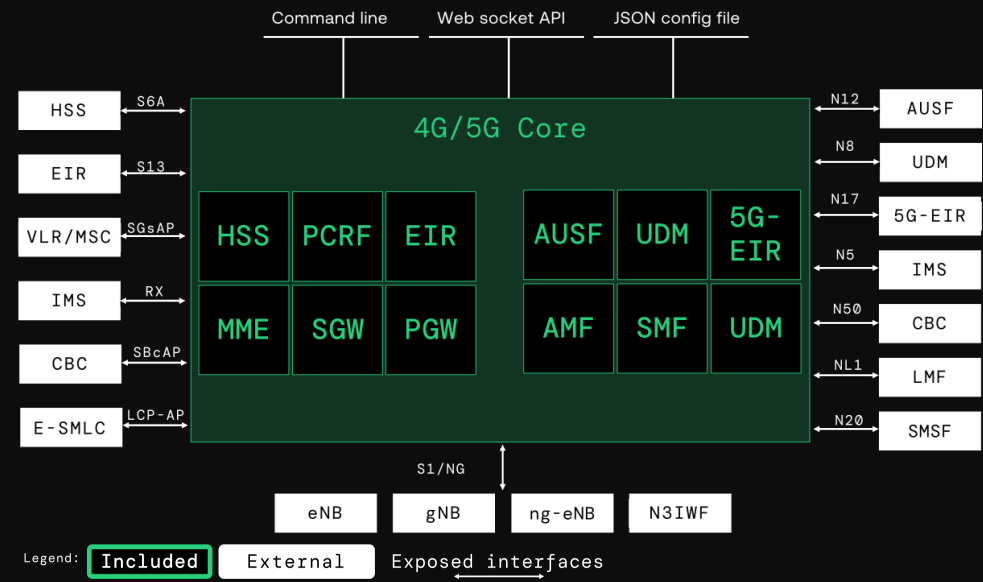 Command line Web socket API JSON config file
4G/5G Core
HSS S6A
EIR S13
VLR/MSC SGsAP
IMS RX
CBC SBcAP
E-SMLC LCP-AP
HSS PCRF EIR
MME SGW PGW
AUSF UDM 5G-
EIR
AMF SMF UDM
N12 AUSF
N8 UDM
N17 5G-EIR
N5 IMS
N50 CBC
NL1 LMF
N20 SMSF
S1/NG
eNB gNB ng-eNB N3IWF
Legend: Included External Exposed interfaces